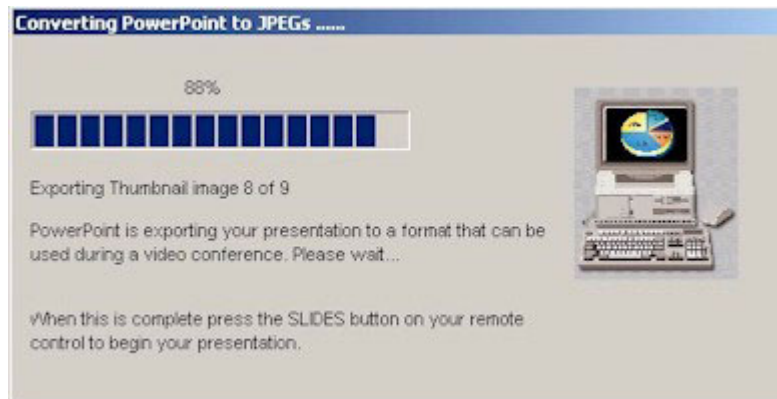 Converting PowerPoint to JPEGs ......
88%
Exporting Thumbnail image 8 of 9
PowerPoint is exporting your presentation to a format that can be
used during a video conference. Please wait...
When this is complete press the SLIDES button on your remote
control to begin your presentation.